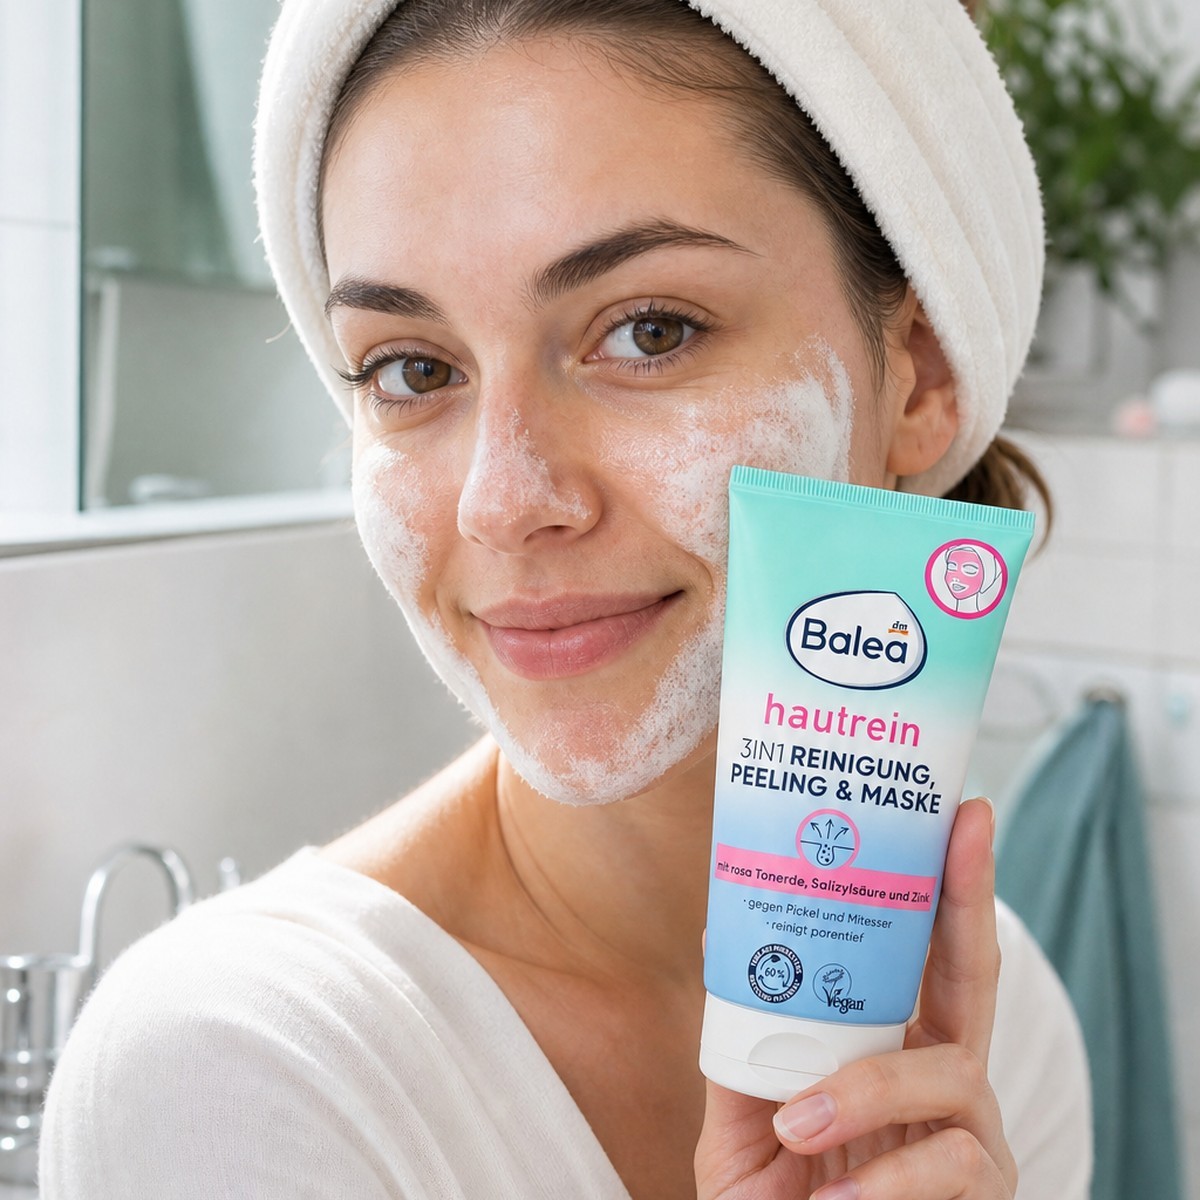 dm
Balea
hautrein
3IN1 REINIGUNG,
PEELING & MASKE
mit rosa Tonerde, Salizylsäure und Zink
· gegen Pickel und Mitesser
· reinigt porentief
60%
Vegan